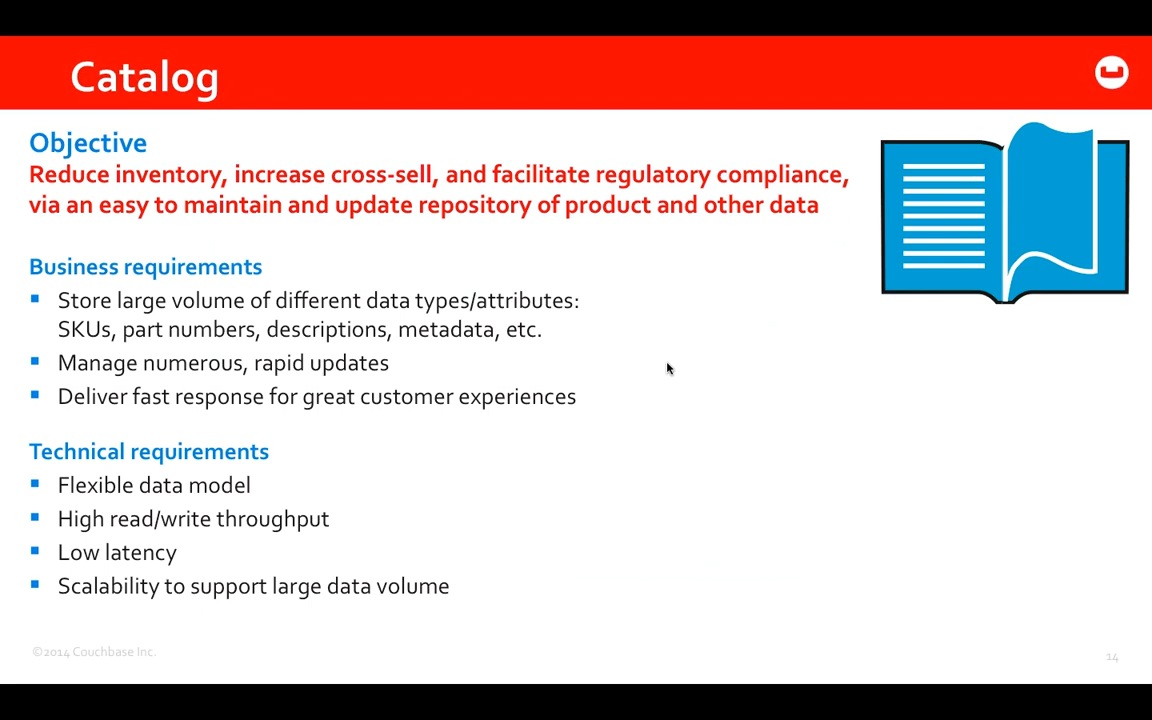 Catalog
Objective
Reduce inventory, increase cross-sell, and facilitate regulatory compliance,
via an easy to maintain and update repository of product and other data
Business requirements
Store large volume of different data types/attributes:
SKUs, part numbers, descriptions, metadata, etc.
Manage numerous, rapid updates
Deliver fast response for great customer experiences
Technical requirements
Flexible data model
High read/write throughput
Low latency
Scalability to support large data volume
©2014 Couchbase Inc.
14